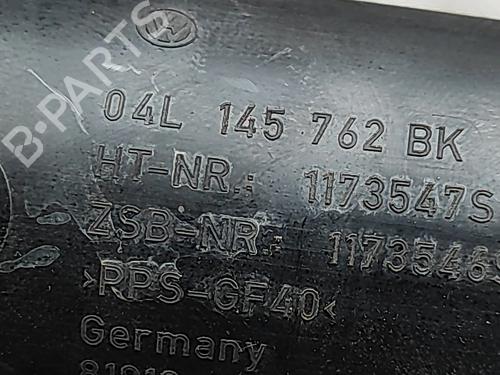 04L 145 762 BK
HT-NR.: 1173547S
ZSB-NR.:
>PPS-GF40<
Germany
B-PARTS